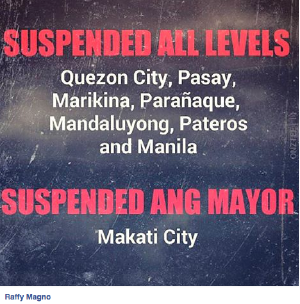 SUSPENDED ALL LEVELS
Quezon City, Pasay,
Marikina, Parañaque,
Mandaluyong, Pateros
and Manila
SUSPENDED ANG MAYOR
Makati City
Raffy Magno